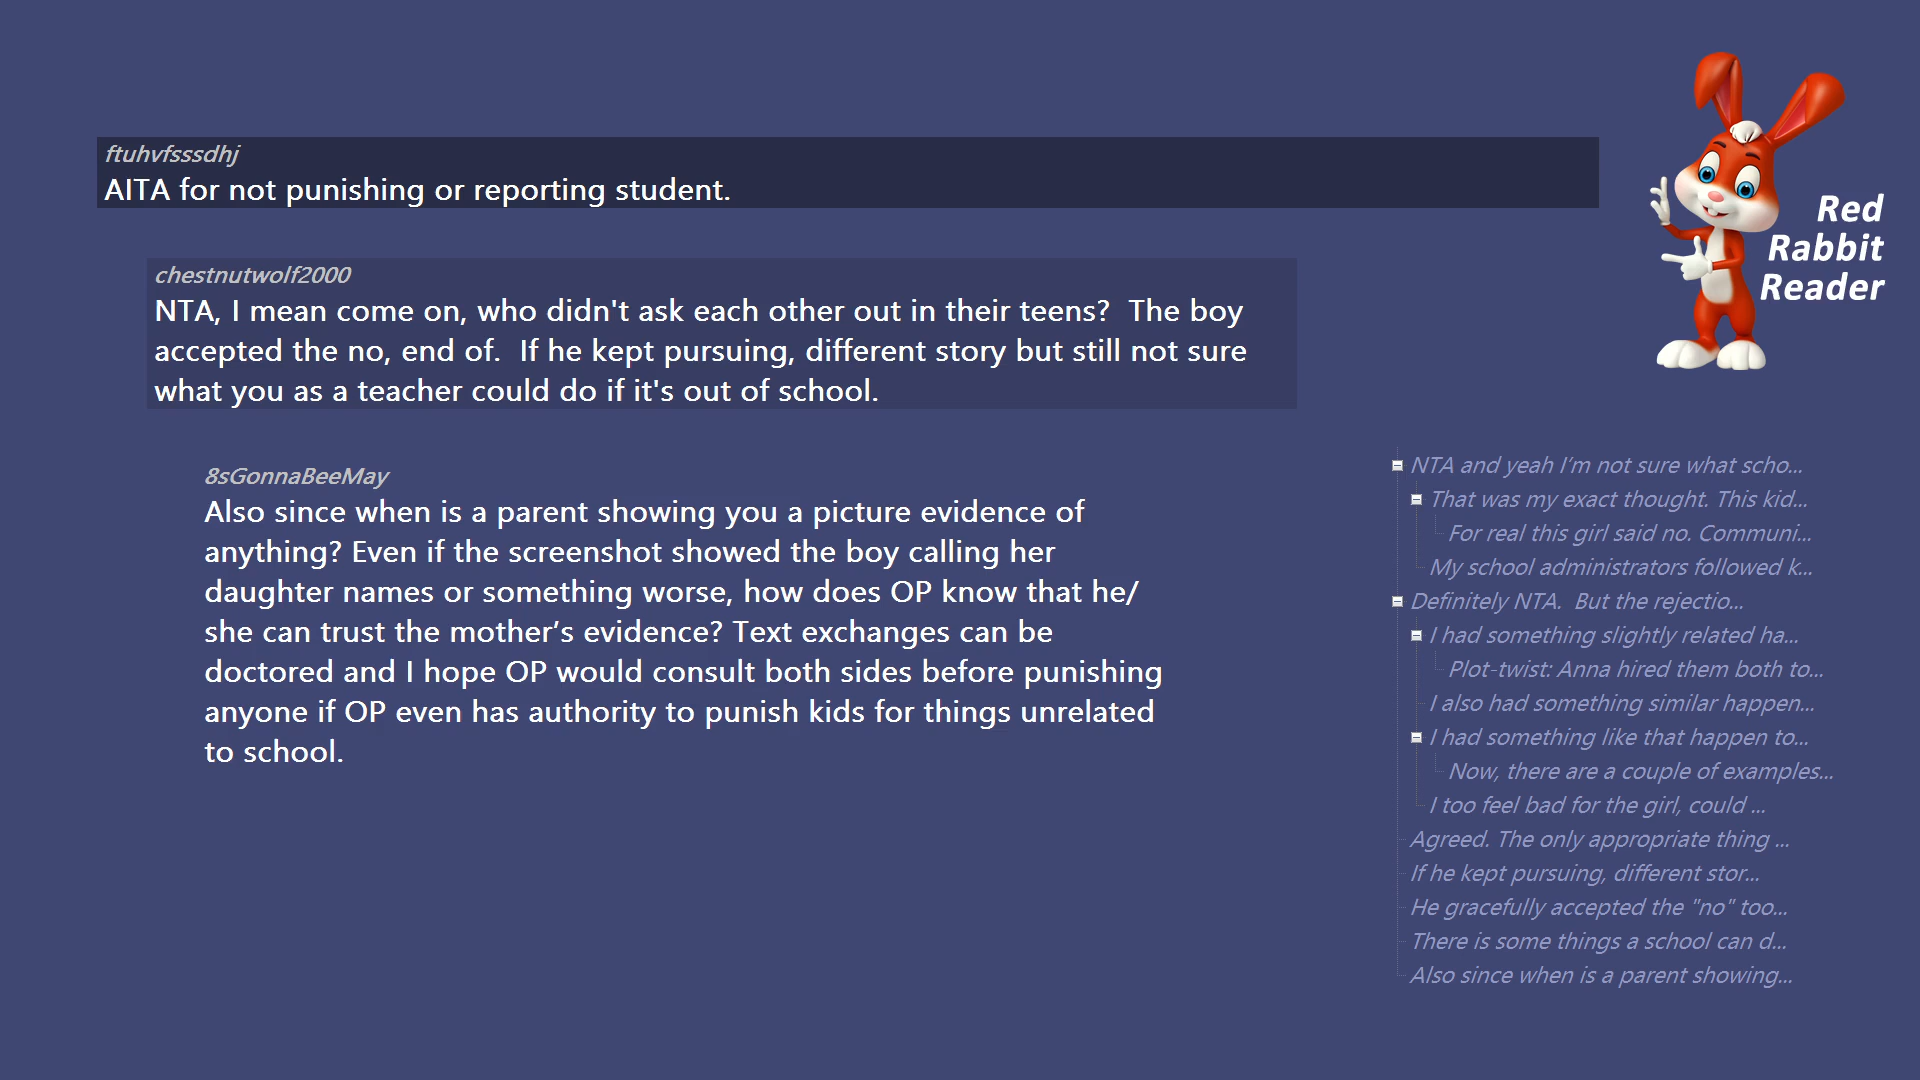 ftuhvfsssdhj
AITA for not punishing or reporting student.
chestnutwolf2000
NTA, I mean come on, who didn't ask each other out in their teens?  The boy
accepted the no, end of.  If he kept pursuing, different story but still not sure
what you as a teacher could do if it's out of school.
8sGonnaBeeMay
Also since when is a parent showing you a picture evidence of
anything? Even if the screenshot showed the boy calling her
daughter names or something worse, how does OP know that he/
she can trust the mother’s evidence? Text exchanges can be
doctored and I hope OP would consult both sides before punishing
anyone if OP even has authority to punish kids for things unrelated
to school.
Red
Rabbit
Reader
NTA and yeah I’m not sure what scho...
That was my exact thought. This kid...
For real this girl said no. Communi...
My school administrators followed k...
Definitely NTA.  But the rejectio...
I had something slightly related ha...
Plot-twist: Anna hired them both to...
I also had something similar happen...
I had something like that happen to...
Now, there are a couple of examples...
I too feel bad for the girl, could ...
Agreed. The only appropriate thing ...
If he kept pursuing, different stor...
He gracefully accepted the "no" too...
There is some things a school can d...
Also since when is a parent showing...